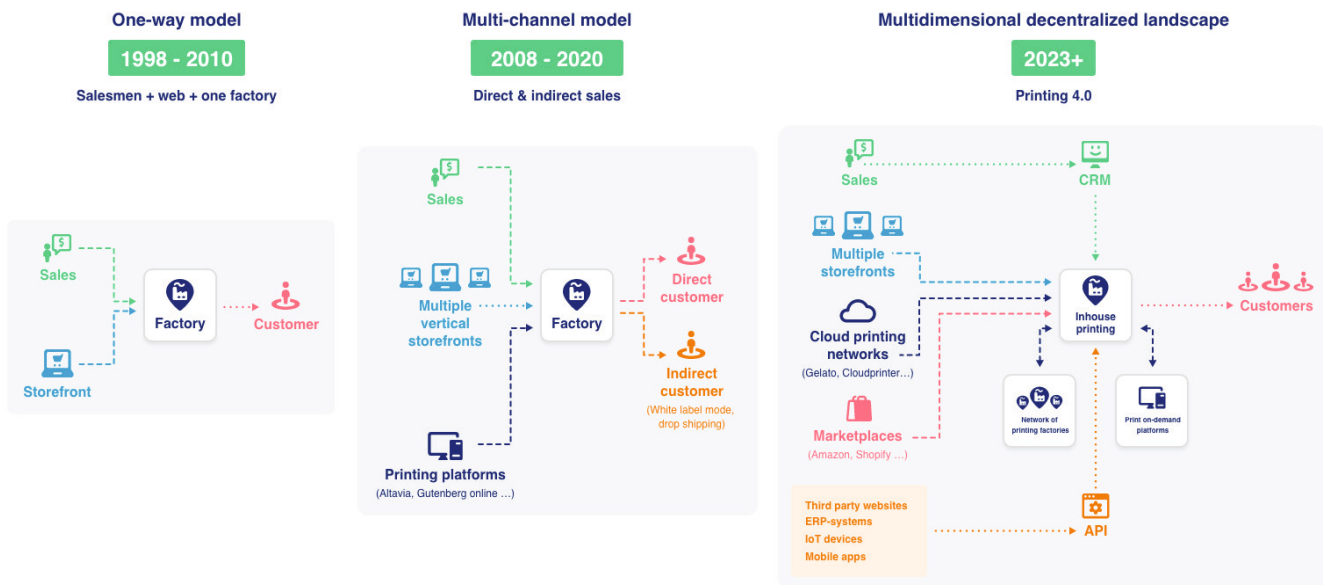 One-way model
1998 - 2010
Salesmen + web + one factory
Sales
Storefront
Factory
Customer
Multi-channel model
2008 - 2020
Direct & indirect sales
Sales
Multiple
vertical
storefronts
Printing platforms
(Altavia, Gutenberg online ...)
Factory
Direct
customer
Indirect
customer
(White label mode,
drop shipping)
Multidimensional decentralized landscape
2023+
Printing 4.0
Sales
CRM
Multiple
storefronts
Cloud printing
networks
(Gelato, Cloudprinter...)
Marketplaces
(Amazon, Shopify ...)
Third party websites
ERP-systems
IoT devices
Mobile apps
Inhouse
printing
Customers
Network of
printing factories
Print on-demand
platforms
API